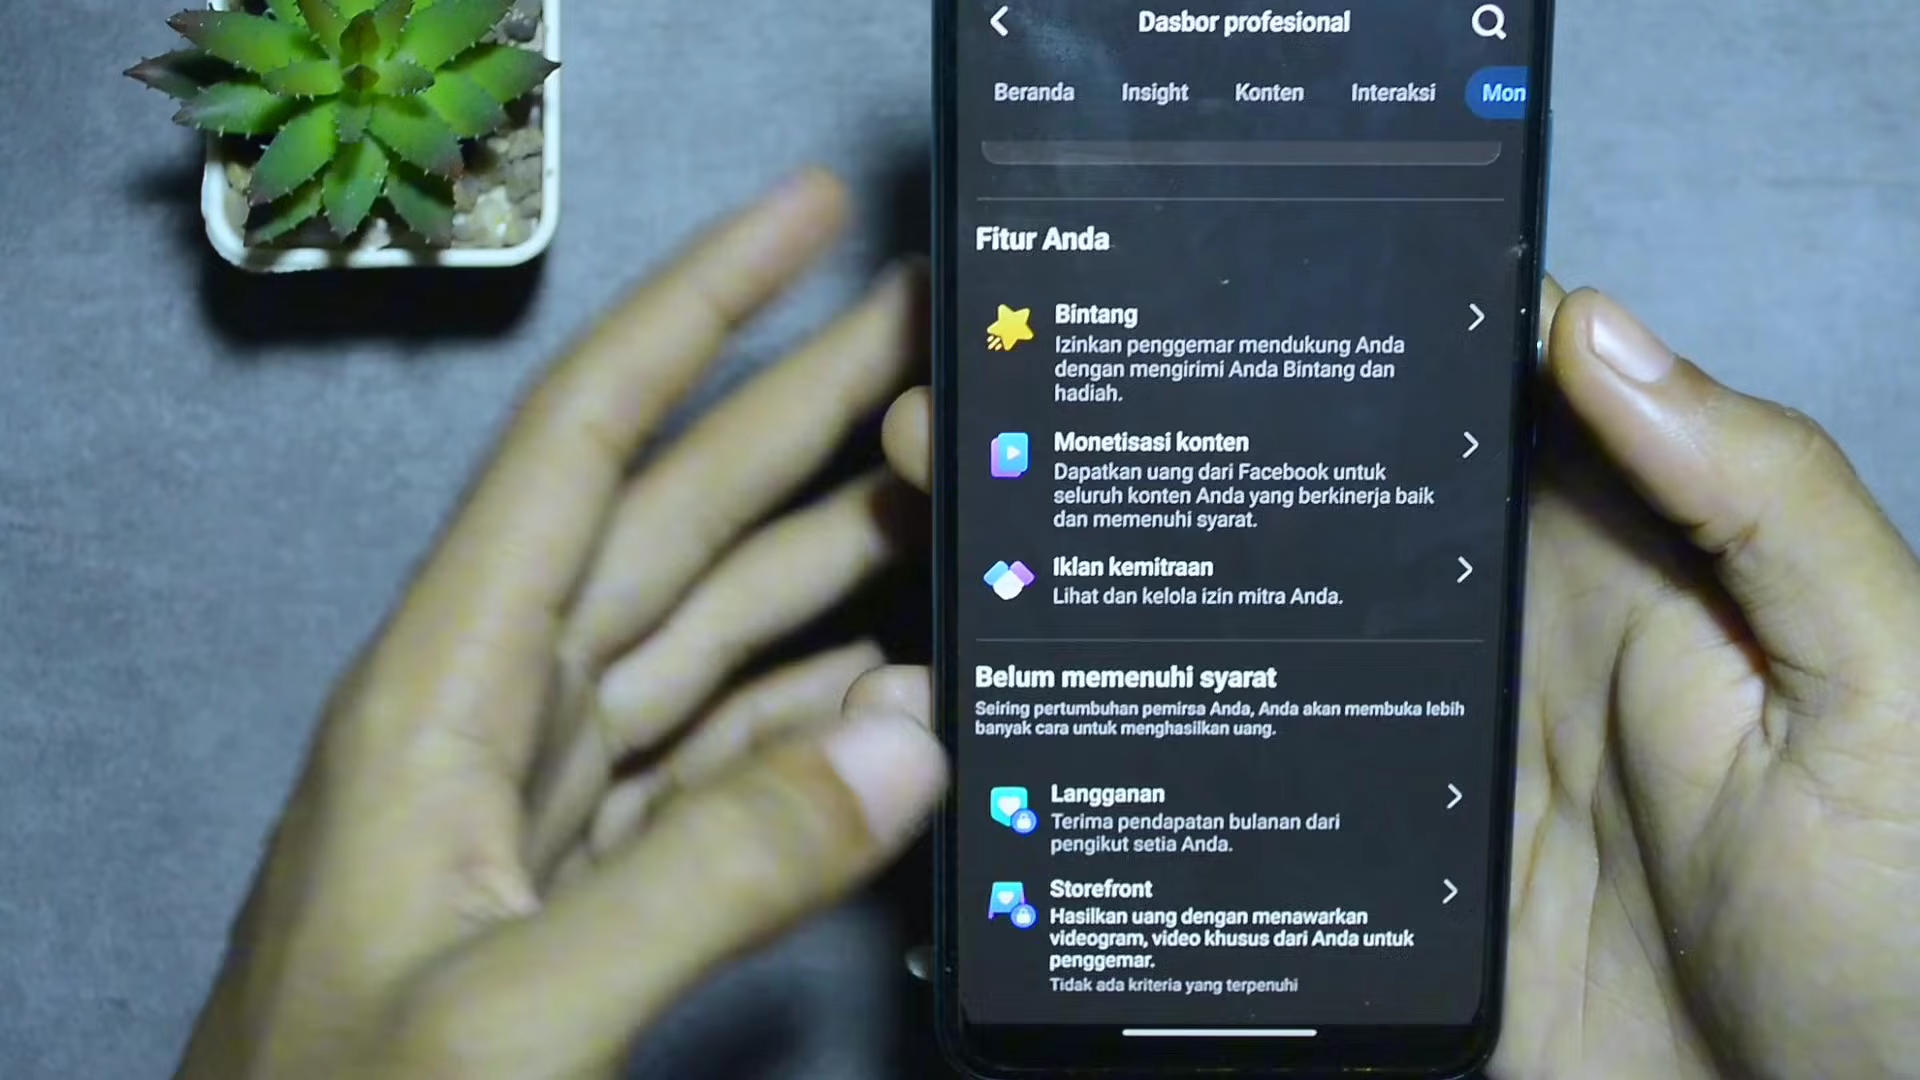 Dasbor profesional
Beranda Insight Konten Interaksi Mon
Fitur Anda
Bintang
Izinkan penggemar mendukung Anda
dengan mengirimi Anda Bintang dan
hadiah.
Monetisasi konten
Dapatkan uang dari Facebook untuk
seluruh konten Anda yang berkinerja baik
dan memenuhi syarat.
Iklan kemitraan
Lihat dan kelola izin mitra Anda.
Belum memenuhi syarat
Seiring pertumbuhan pemirsa Anda, Anda akan membuka lebih
banyak cara untuk menghasilkan uang.
Langganan
Terima pendapatan bulanan dari
pengikut setia Anda.
Storefront
Hasilkan uang dengan menawarkan
videogram, video khusus dari Anda untuk
penggemar.
Tidak ada kriteria yang terpenuhi